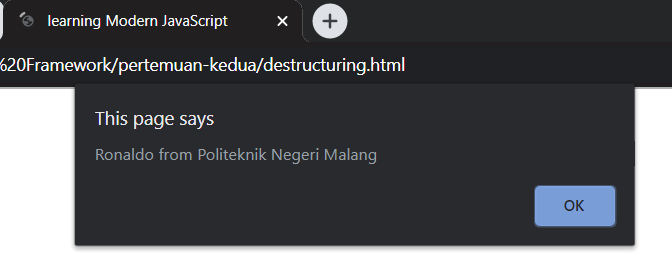 learning Modern JavaScript
%20Framework/pertemuan-kedua/destructuring.html
This page says
Ronaldo from Politeknik Negeri Malang
OK